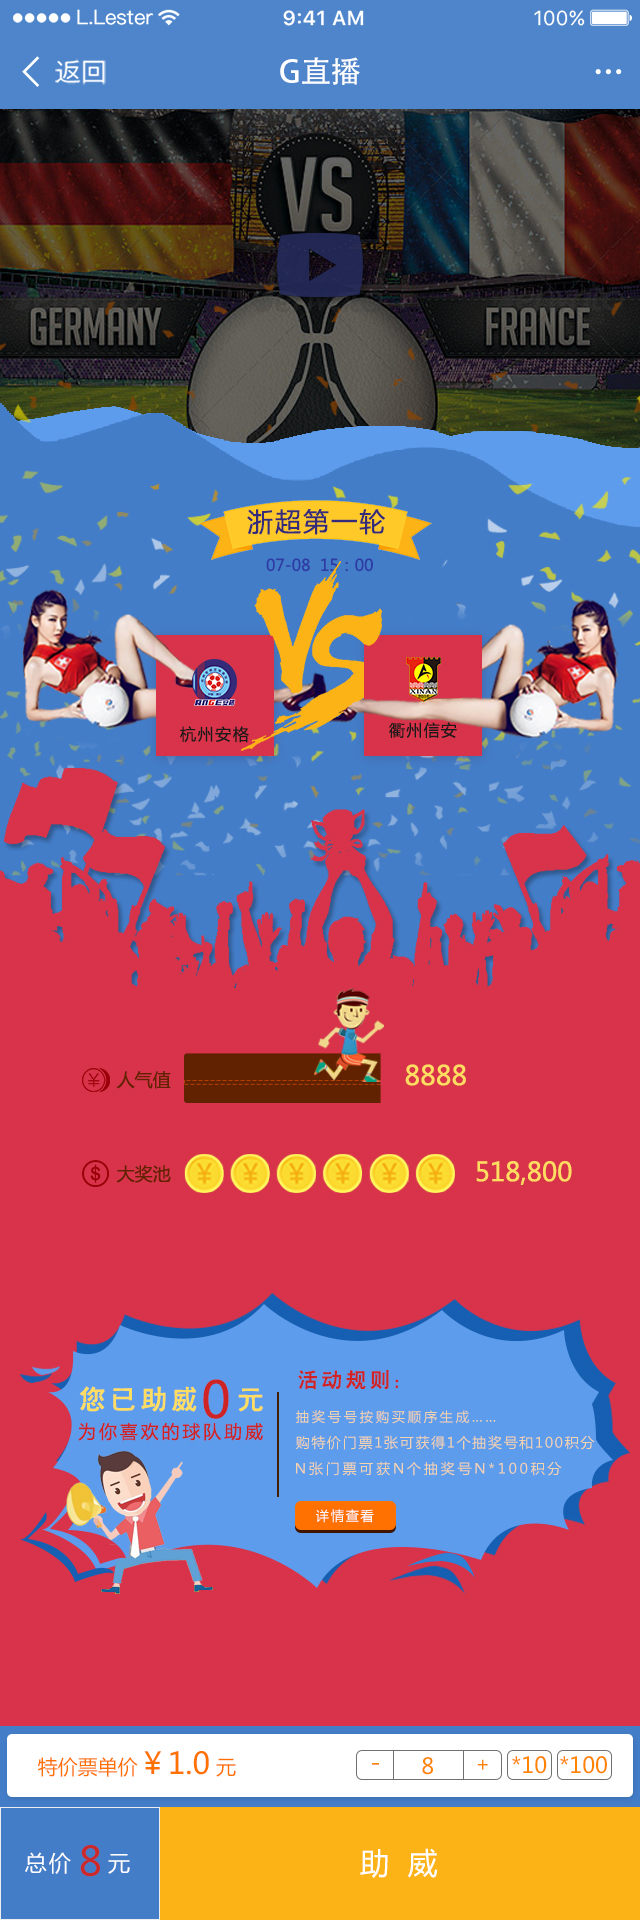 L.Lester
9:41 AM
100%
返回
G直播
VS
GERMANY
FRANCE
浙超第一轮
07-08 15 : 00
VS
ANGE安格
XINAN
杭州安格
衢州信安
人气值
8888
大奖池
518,800
您已助威0元
为你喜欢的球队助威
活动规则:
抽奖号号按购买顺序生成……
购特价门票1张可获得1个抽奖号和100积分
N张门票可获N个抽奖号N*100积分
详情查看
特价票单价 ¥ 1.0 元
- 8 + *10 *100
总价 8 元
助 威